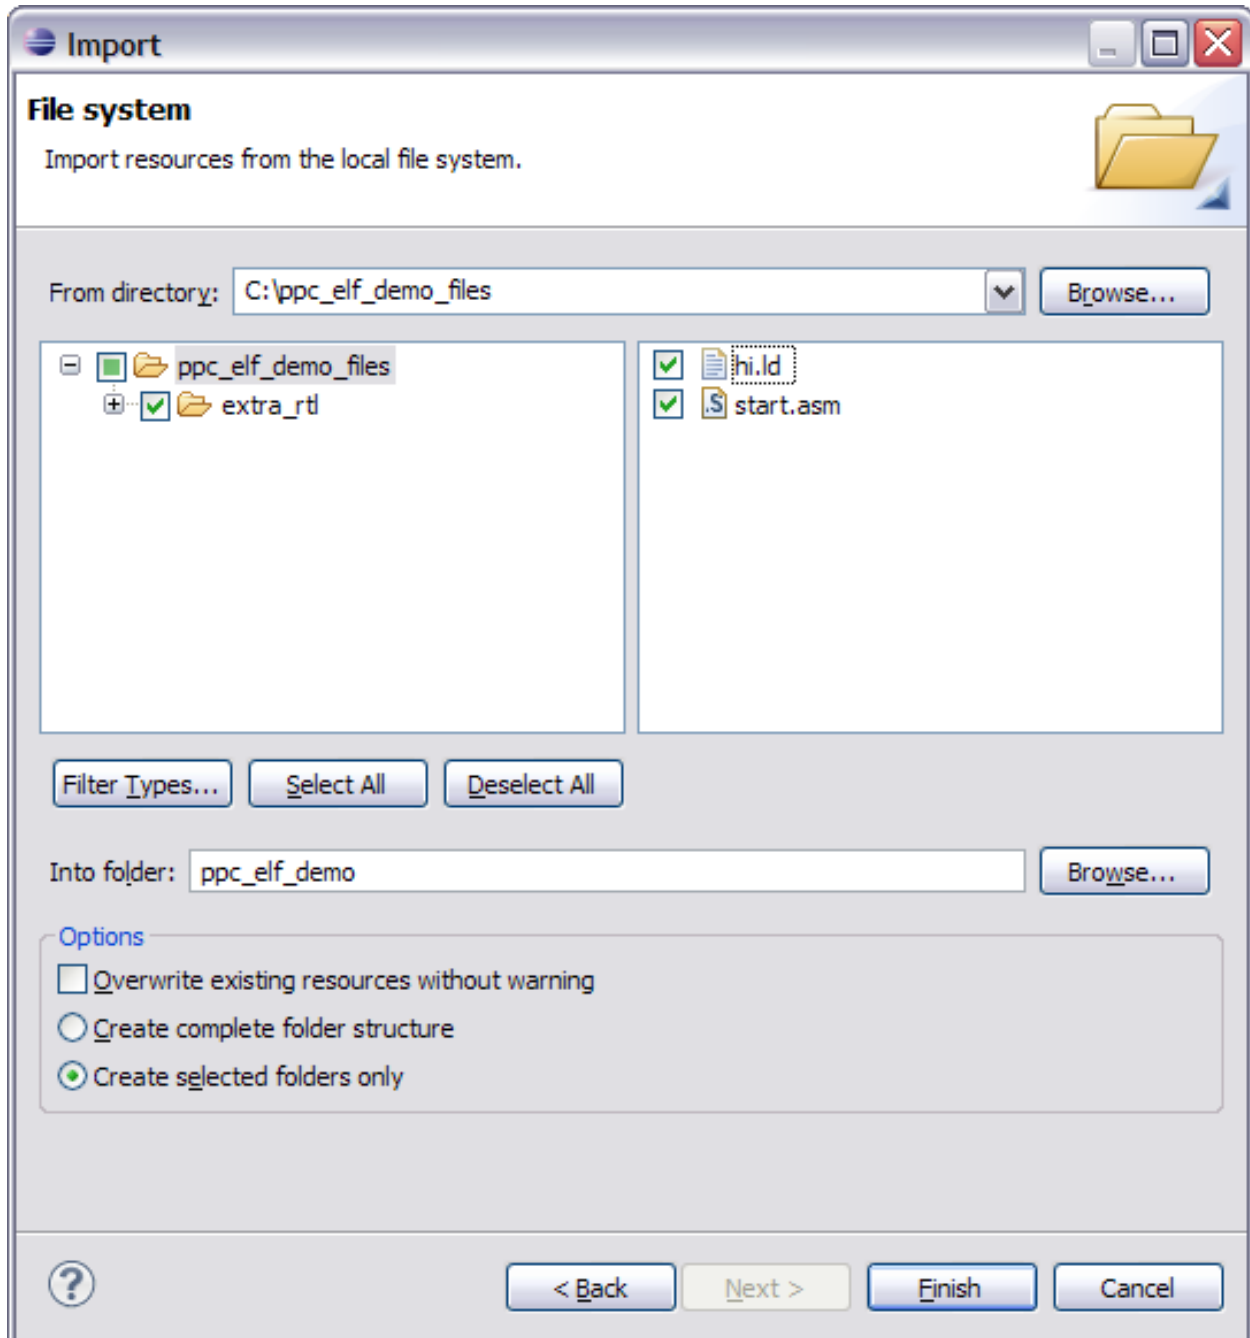 Import
File system
Import resources from the local file system.
From directory: C:\ppc_elf_demo_files Browse...
ppc_elf_demo_files hi.ld
extra_rtl .S start.asm
Filter Types... Select All Deselect All
Into folder: ppc_elf_demo Browse...
Options
Overwrite existing resources without warning
Create complete folder structure
Create selected folders only
? < Back Next > Finish Cancel